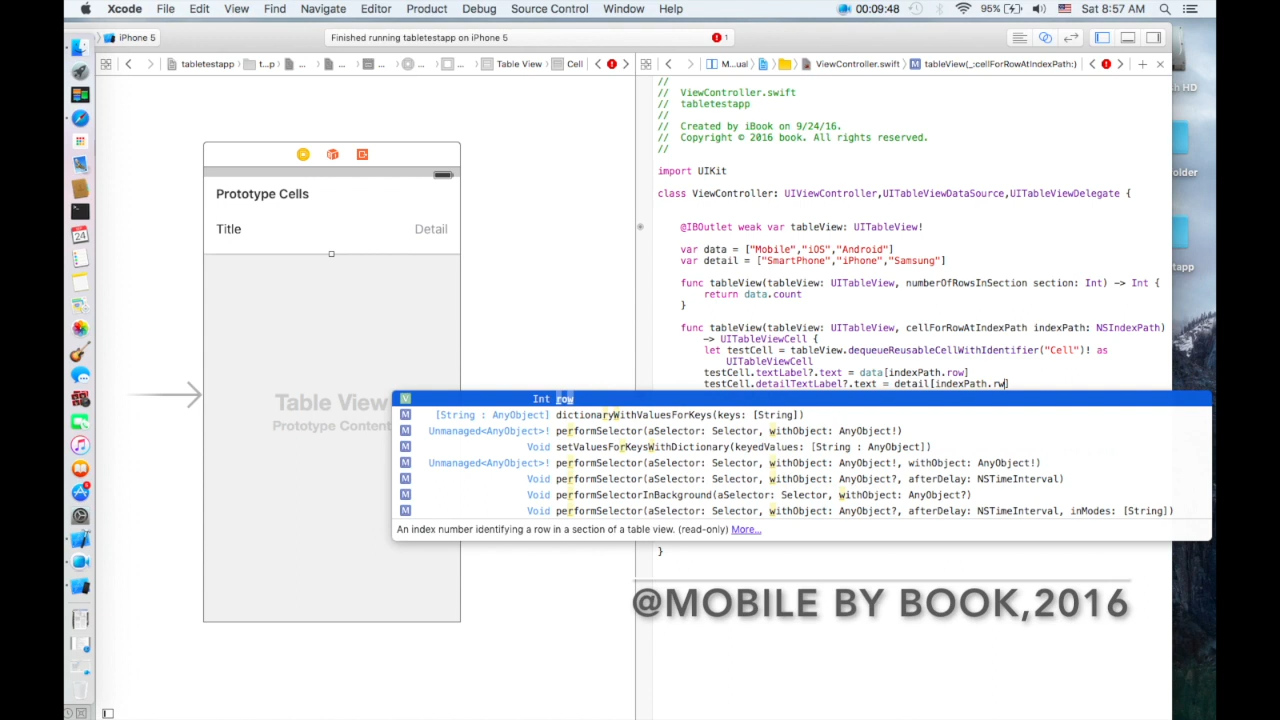 Xcode File Edit View Find Navigate Editor Product Debug Source Control Window Help 00:09:48 95% Sat 8:57 AM
iPhone 5 Finished running tabletestapp on iPhone 5 1
tabletestapp t...p ... ... ... ... ... Table View Cell M...ual ViewController.swift M tableView(_:cellForRowAtIndexPath:)
//
// ViewController.swift
// tabletestapp
//
// Created by iBook on 9/24/16.
// Copyright © 2016 book. All rights reserved.
//
import UIKit
class ViewController: UIViewController,UITableViewDataSource,UITableViewDelegate {
@IBOutlet weak var tableView: UITableView!
var data = ["Mobile","iOS","Android"]
var detail = ["SmartPhone","iPhone","Samsung"]
func tableView(tableView: UITableView, numberOfRowsInSection section: Int) -> Int {
return data.count
}
func tableView(tableView: UITableView, cellForRowAtIndexPath indexPath: NSIndexPath)
-> UITableViewCell {
let testCell = tableView.dequeueReusableCellWithIdentifier("Cell")! as
UITableViewCell
testCell.textLabel?.text = data[indexPath.row]
testCell.detailTextLabel?.text = detail[indexPath.rw]
V Int row
M [String : AnyObject] dictionaryWithValuesForKeys(keys: [String])
M Unmanaged<AnyObject>! performSelector(aSelector: Selector, withObject: AnyObject!)
M Void setValuesForKeysWithDictionary(keyedValues: [String : AnyObject])
M Unmanaged<AnyObject>! performSelector(aSelector: Selector, withObject: AnyObject!, withObject: AnyObject!)
M Void performSelector(aSelector: Selector, withObject: AnyObject?, afterDelay: NSTimeInterval)
M Void performSelectorInBackground(aSelector: Selector, withObject: AnyObject?)
M Void performSelector(aSelector: Selector, withObject: AnyObject?, afterDelay: NSTimeInterval, inModes: [String])
An index number identifying a row in a section of a table view. (read-only) More...
}
Prototype Cells
Title Detail
Table View
Prototype Content
24
@MOBILE BY BOOK,2016
sh HD
older
tapp